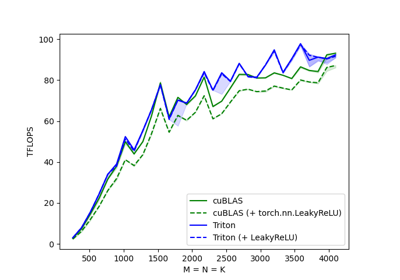 100
80
60
40
20
0
TFLOPS
500 1000 1500 2000 2500 3000 3500 4000
M = N = K
cuBLAS
cuBLAS (+ torch.nn.LeakyReLU)
Triton
Triton (+ LeakyReLU)